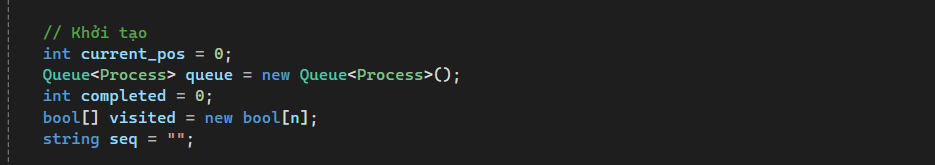 // Khởi tạo
int current_pos = 0;
Queue<Process> queue = new Queue<Process>();
int completed = 0;
bool[] visited = new bool[n];
string seq = "";